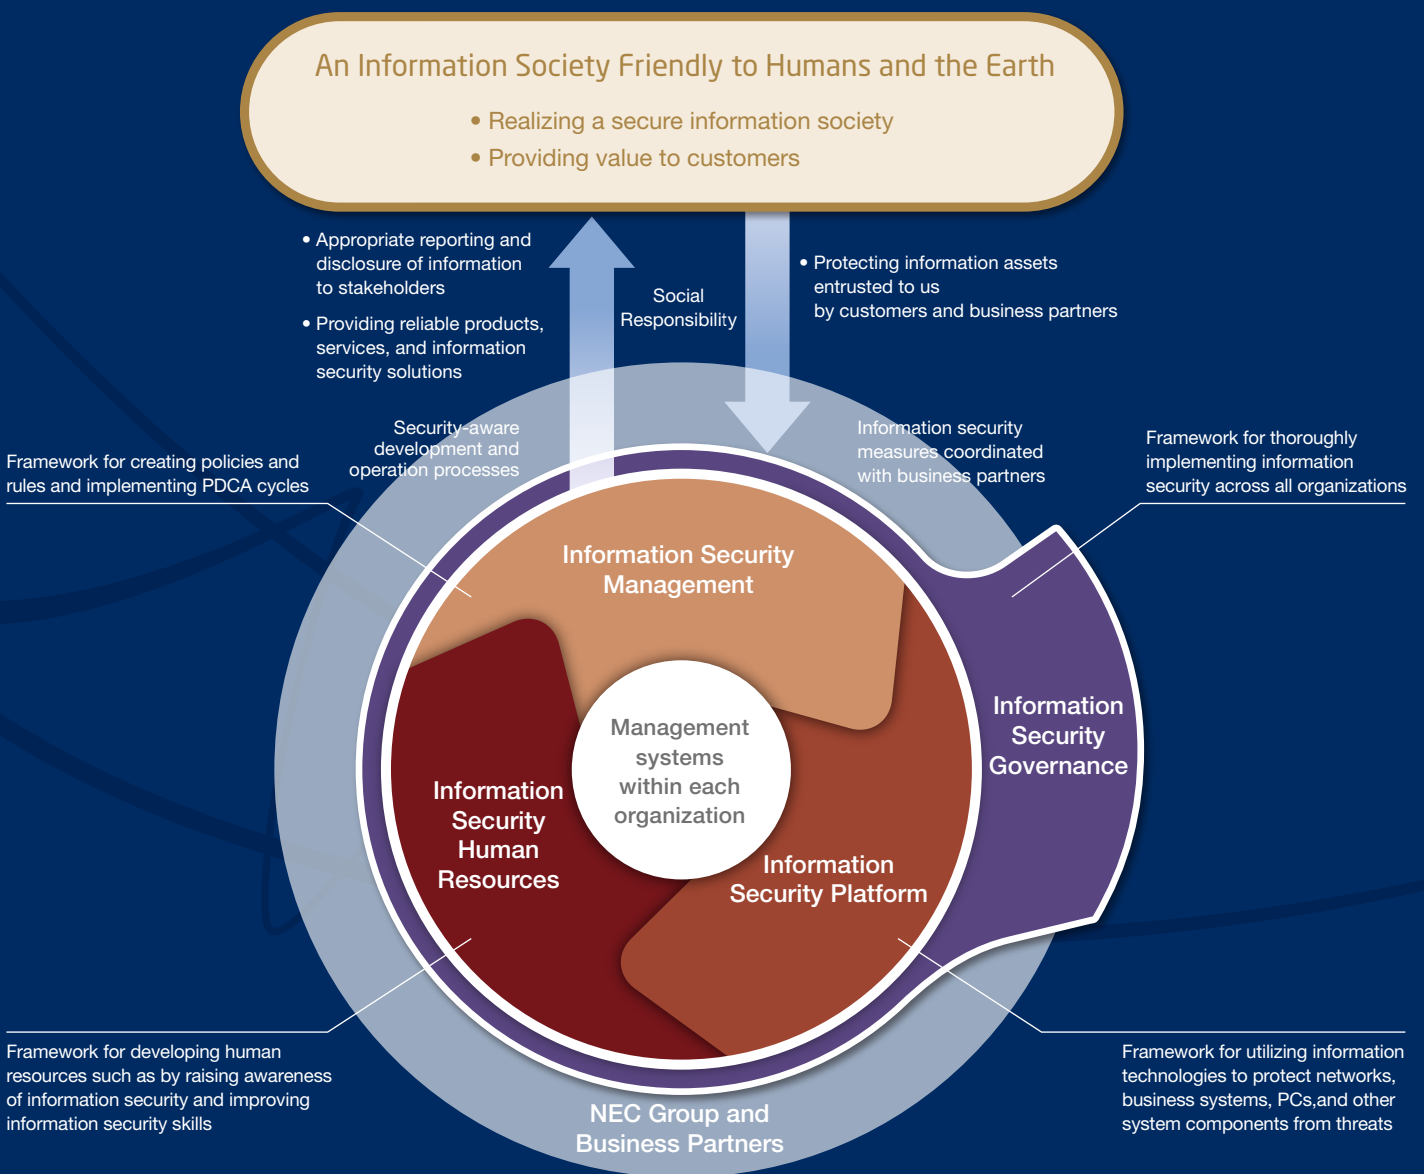 An Information Society Friendly to Humans and the Earth
• Realizing a secure information society
• Providing value to customers
• Appropriate reporting and
disclosure of information
to stakeholders
• Providing reliable products,
services, and information
security solutions
Social
Responsibility
• Protecting information assets
entrusted to us
by customers and business partners
Security-aware
development and
operation processes
Information security
measures coordinated
with business partners
Framework for creating policies and
rules and implementing PDCA cycles
Framework for thoroughly
implementing information
security across all organizations
Information Security
Management
Management
systems
within each
organization
Information
Security
Governance
Information
Security
Human
Resources
Information
Security Platform
Framework for developing human
resources such as by raising awareness
of information security and improving
information security skills
NEC Group and
Business Partners
Framework for utilizing information
technologies to protect networks,
business systems, PCs,and other
system components from threats